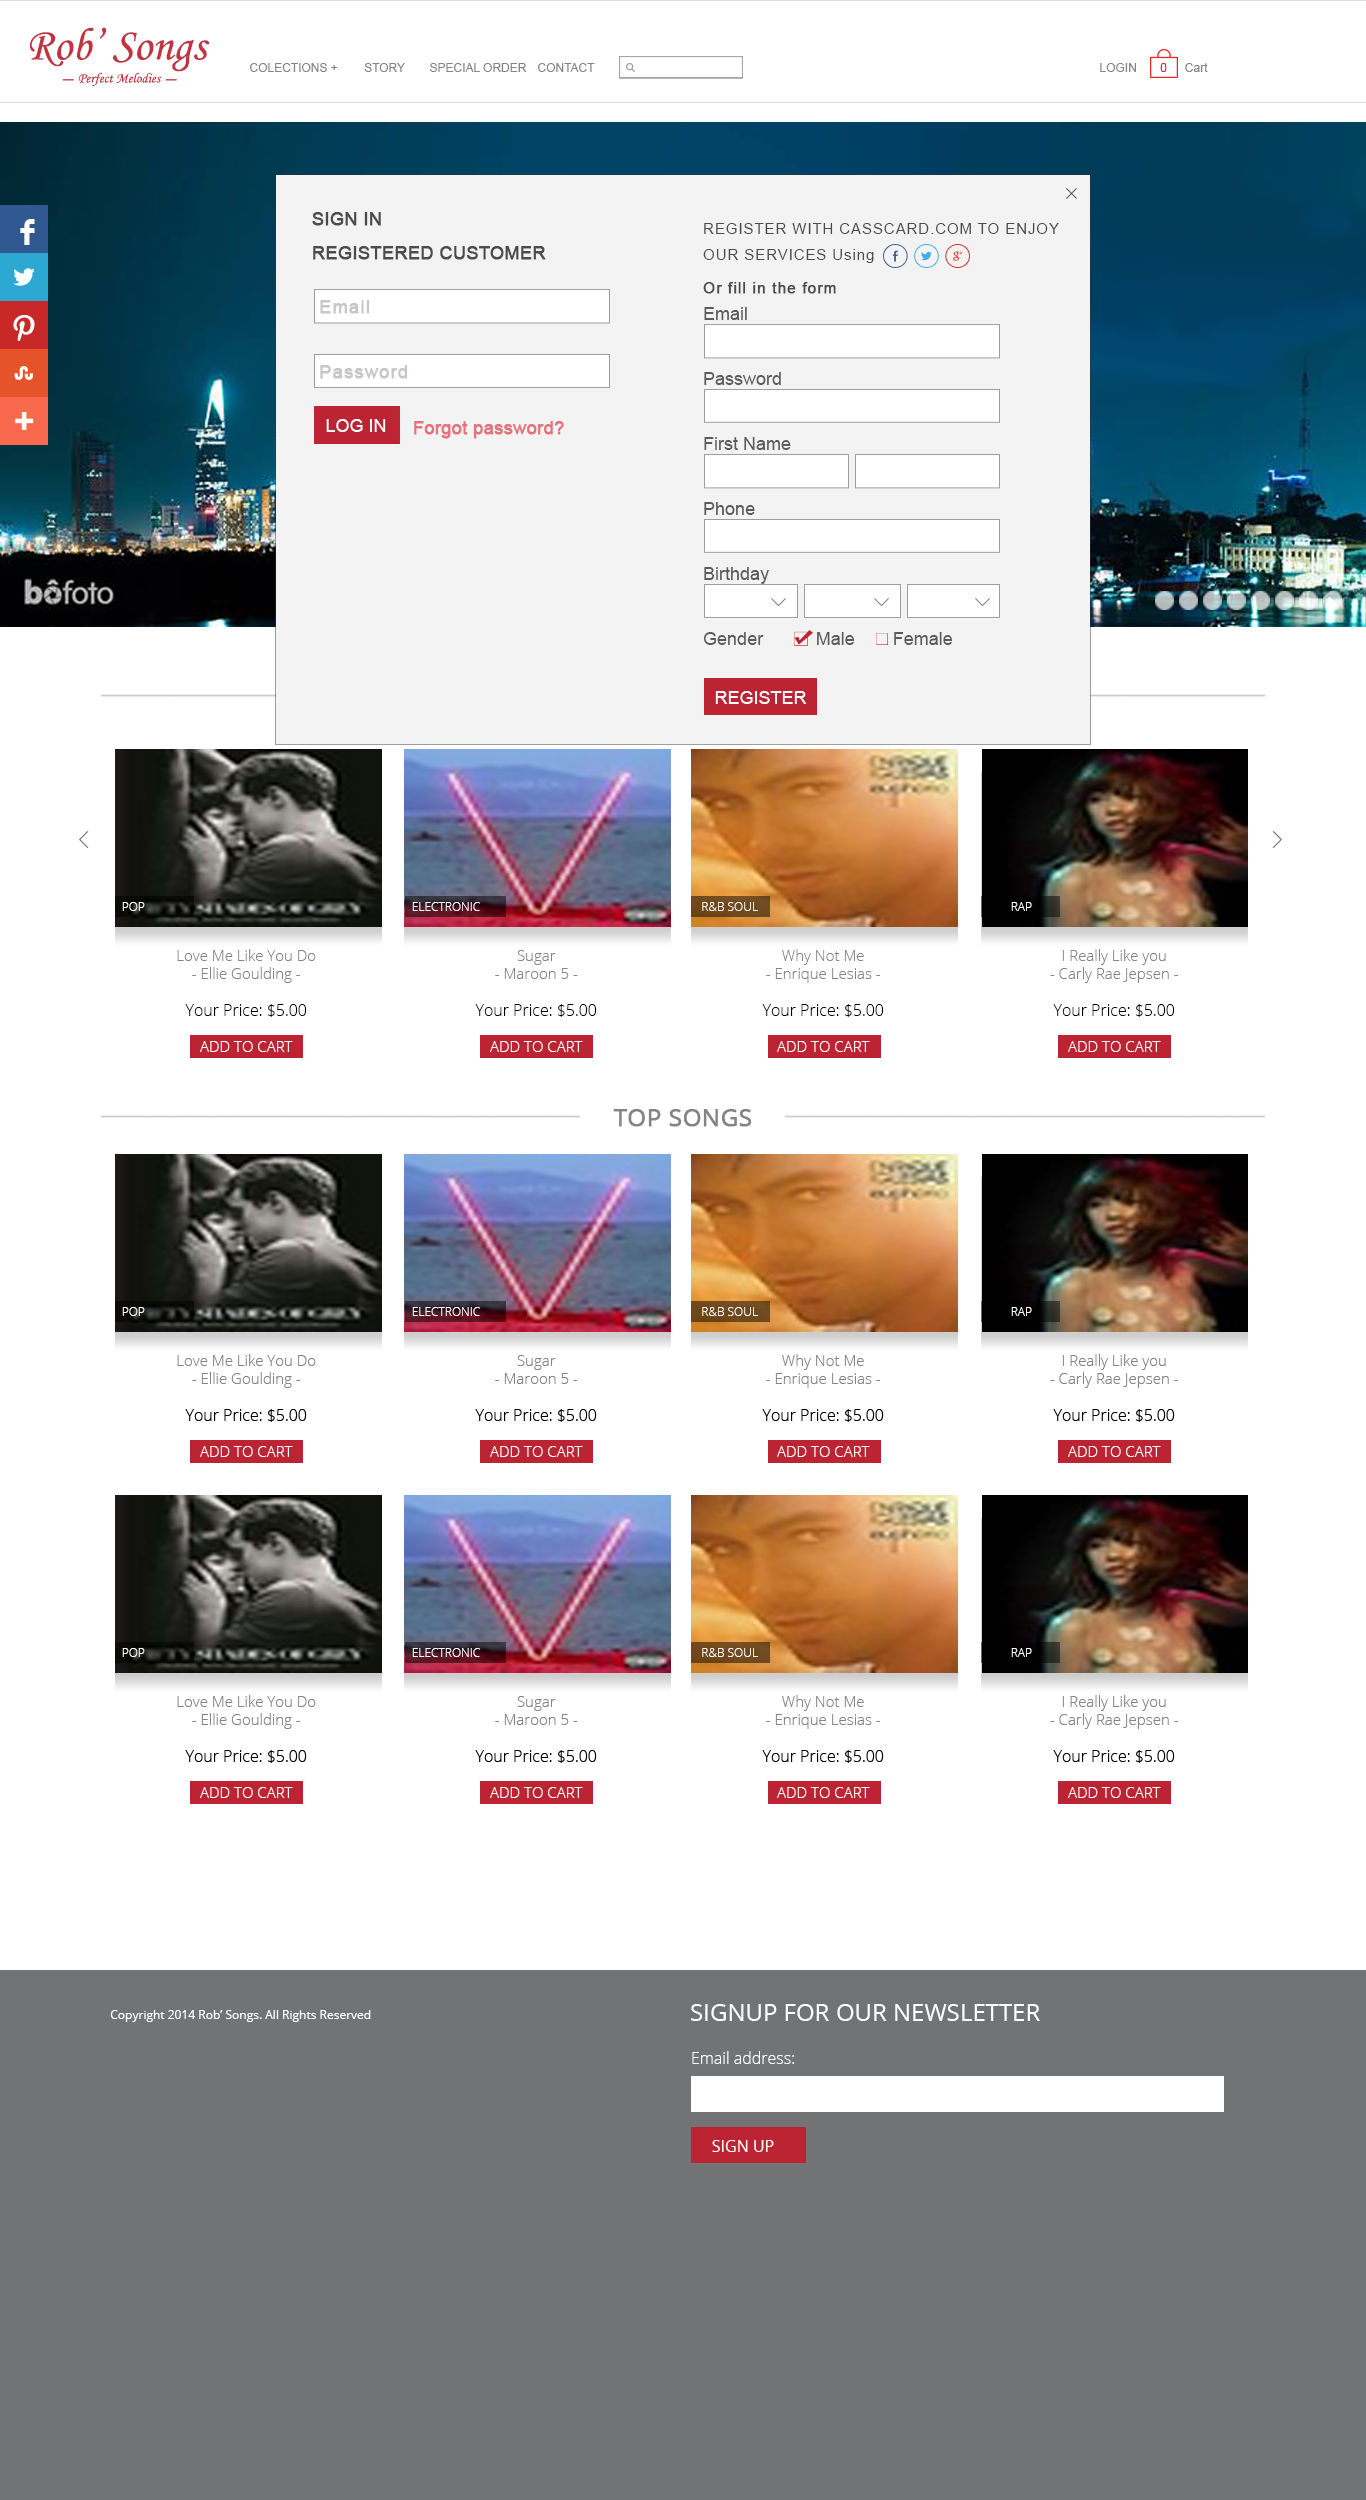 Rob' Songs
— Perfect Melodies —
COLECTIONS +
STORY
SPECIAL ORDER
CONTACT
LOGIN
0
Cart
SIGN IN
REGISTERED CUSTOMER
Email
Password
LOG IN
Forgot password?
REGISTER WITH CASSCARD.COM TO ENJOY
OUR SERVICES Using
Or fill in the form
Email
Password
First Name
Phone
Birthday
Gender
Male
Female
REGISTER
bôfoto
POP
ELECTRONIC
R&B SOUL
RAP
Love Me Like You Do
- Ellie Goulding -
Your Price: $5.00
ADD TO CART
Sugar
- Maroon 5 -
Your Price: $5.00
ADD TO CART
Why Not Me
- Enrique Lesias -
Your Price: $5.00
ADD TO CART
I Really Like you
- Carly Rae Jepsen -
Your Price: $5.00
ADD TO CART
TOP SONGS
POP
ELECTRONIC
R&B SOUL
RAP
Love Me Like You Do
- Ellie Goulding -
Your Price: $5.00
ADD TO CART
Sugar
- Maroon 5 -
Your Price: $5.00
ADD TO CART
Why Not Me
- Enrique Lesias -
Your Price: $5.00
ADD TO CART
I Really Like you
- Carly Rae Jepsen -
Your Price: $5.00
ADD TO CART
POP
ELECTRONIC
R&B SOUL
RAP
Love Me Like You Do
- Ellie Goulding -
Your Price: $5.00
ADD TO CART
Sugar
- Maroon 5 -
Your Price: $5.00
ADD TO CART
Why Not Me
- Enrique Lesias -
Your Price: $5.00
ADD TO CART
I Really Like you
- Carly Rae Jepsen -
Your Price: $5.00
ADD TO CART
Copyright 2014 Rob' Songs. All Rights Reserved
SIGNUP FOR OUR NEWSLETTER
Email address:
SIGN UP